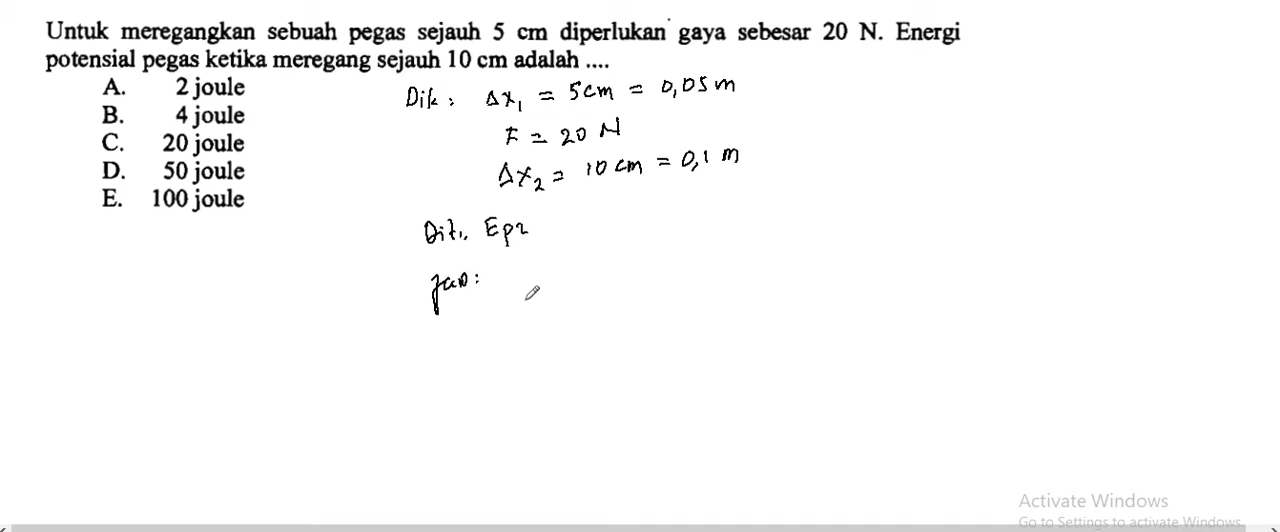 Untuk meregangkan sebuah pegas sejauh 5 cm diperlukan gaya sebesar 20 N. Energi
potensial pegas ketika meregang sejauh 10 cm adalah ....
A. 2 joule
B. 4 joule
C. 20 joule
D. 50 joule
E. 100 joule
Dik : Δx₁ = 5cm = 0,05 m
F = 20 N
Δx₂ = 10 cm = 0,1 m
Dit : Ep₂
Jaw :
Activate Windows
Go to Settings to activate Windows.